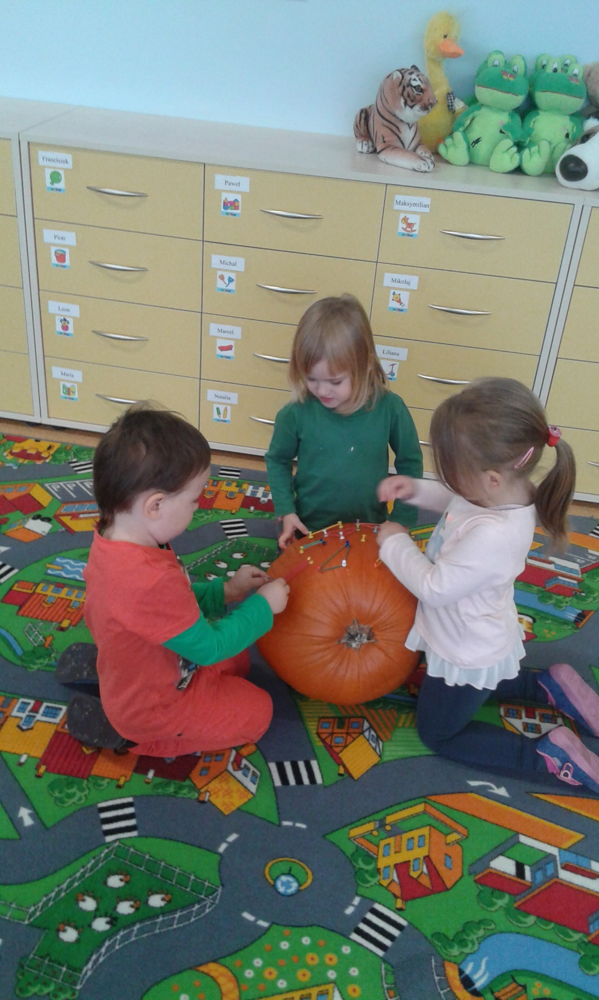 Franciszek
Paweł
Maksymilian
Piotr
Michał
Mikołaj
Leon
Marcel
Liliana
Maria
Natalia